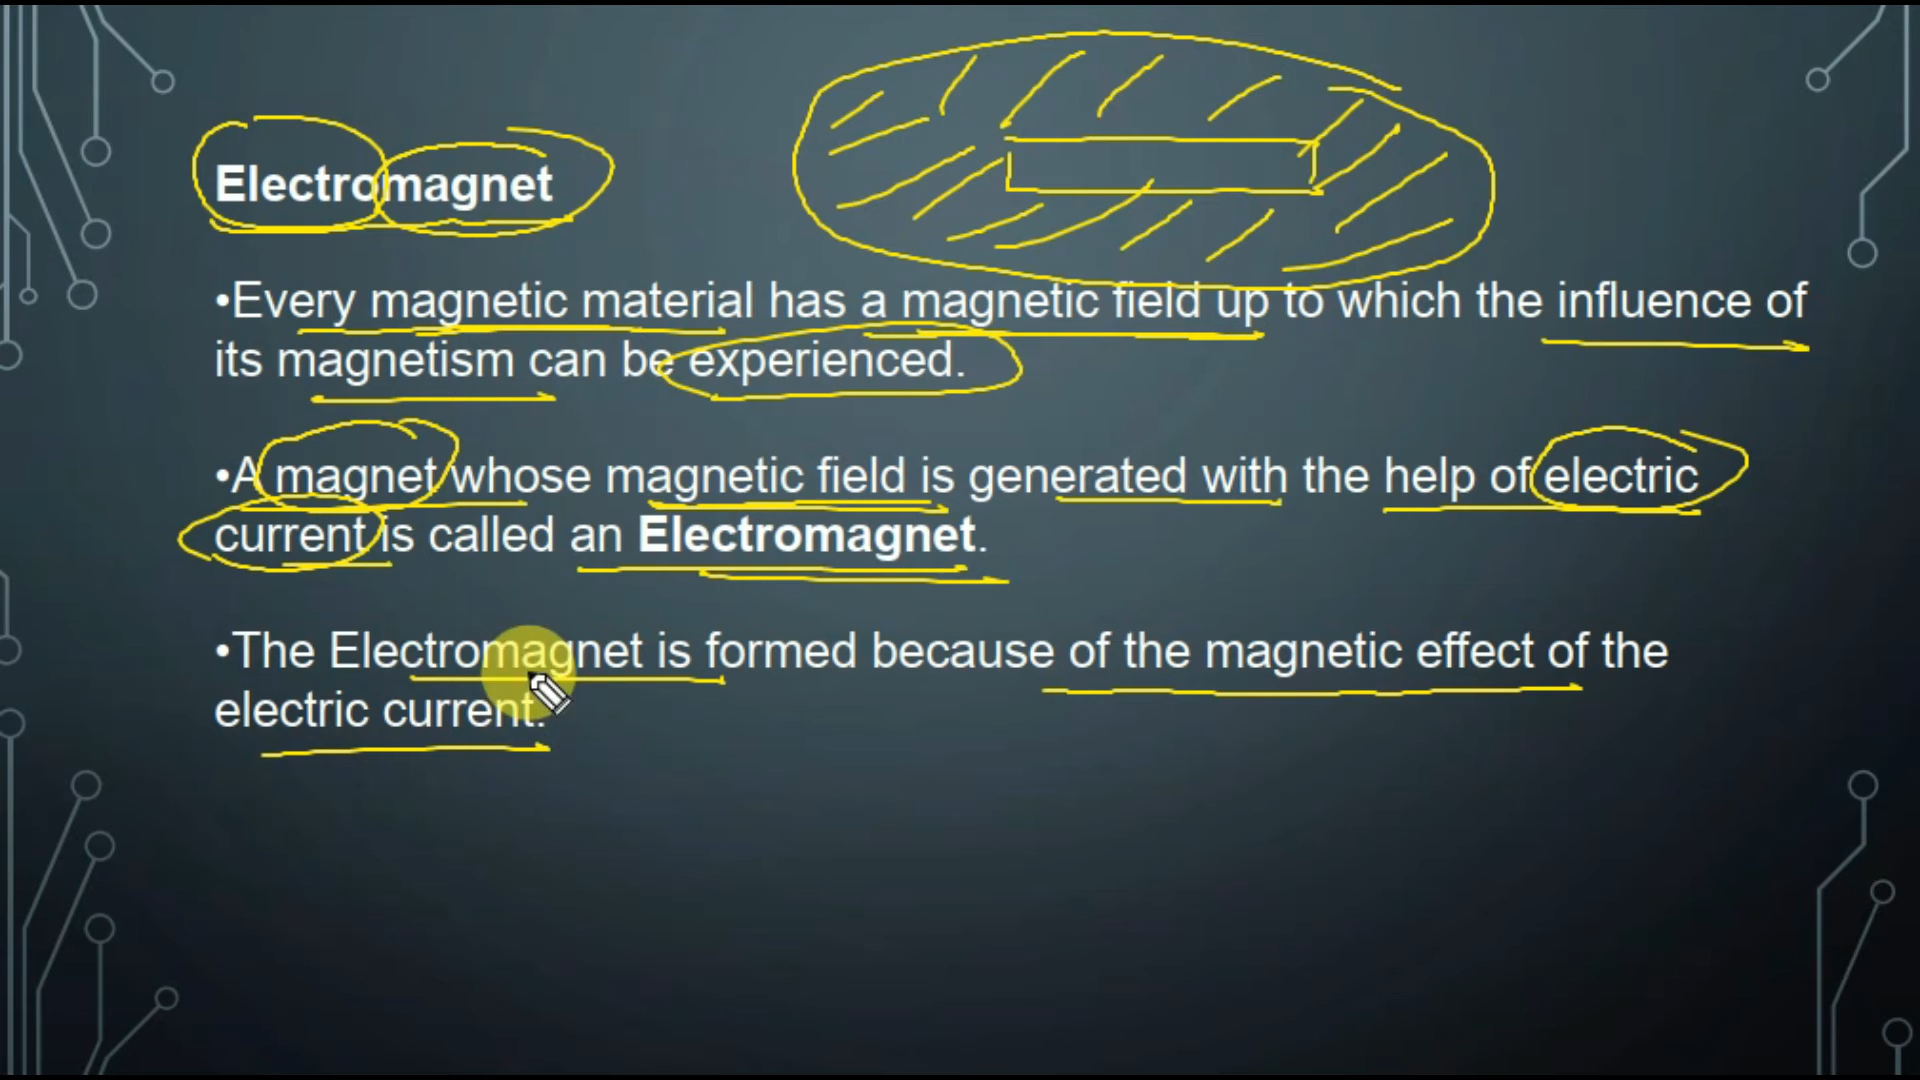 Electromagnet
•Every magnetic material has a magnetic field up to which the influence of
its magnetism can be experienced.
•A magnet whose magnetic field is generated with the help of electric
current is called an Electromagnet.
•The Electromagnet is formed because of the magnetic effect of the
electric current.